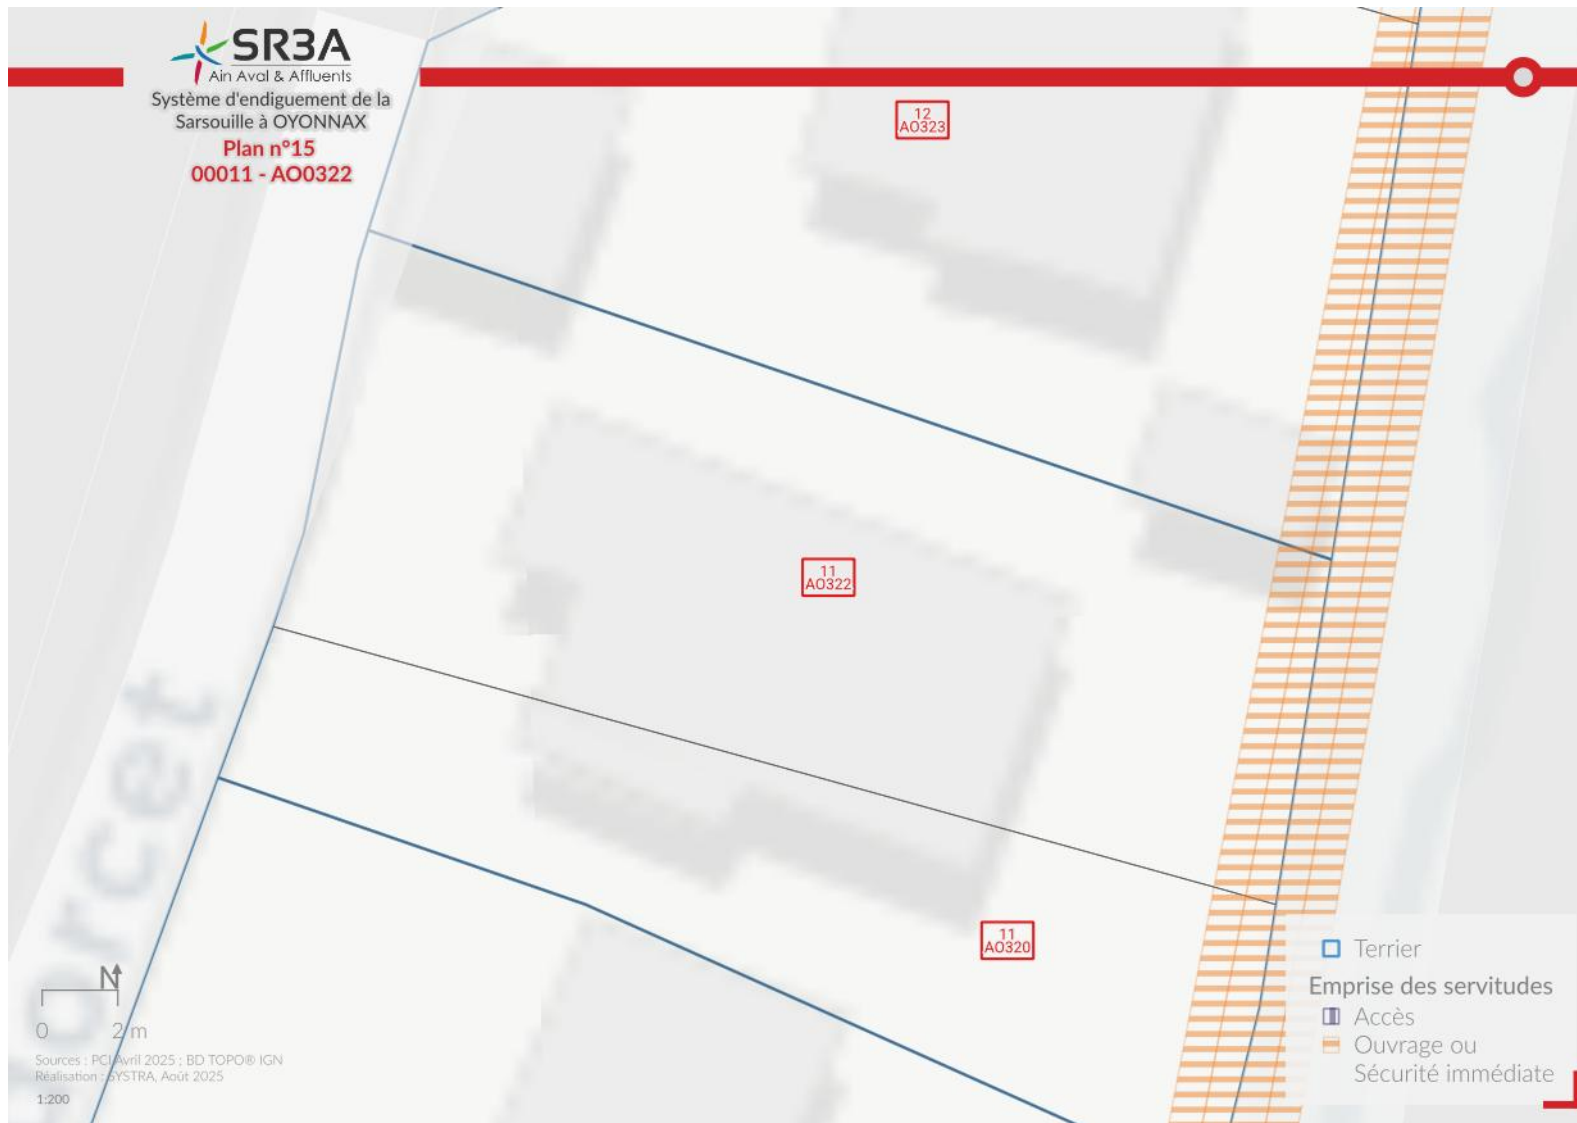 SR3A
Ain Aval & Affluents
Système d'endiguement de la
Sarsouille à OYONNAX
Plan n°15
00011 - AO0322
12
AO323
11
AO322
11
AO320
orcet
N
0 2 m
Sources : PCI Avril 2025 ; BD TOPO® IGN
Réalisation : SYSTRA, Août 2025
1:200
Terrier
Emprise des servitudes
Accès
Ouvrage ou
Sécurité immédiate